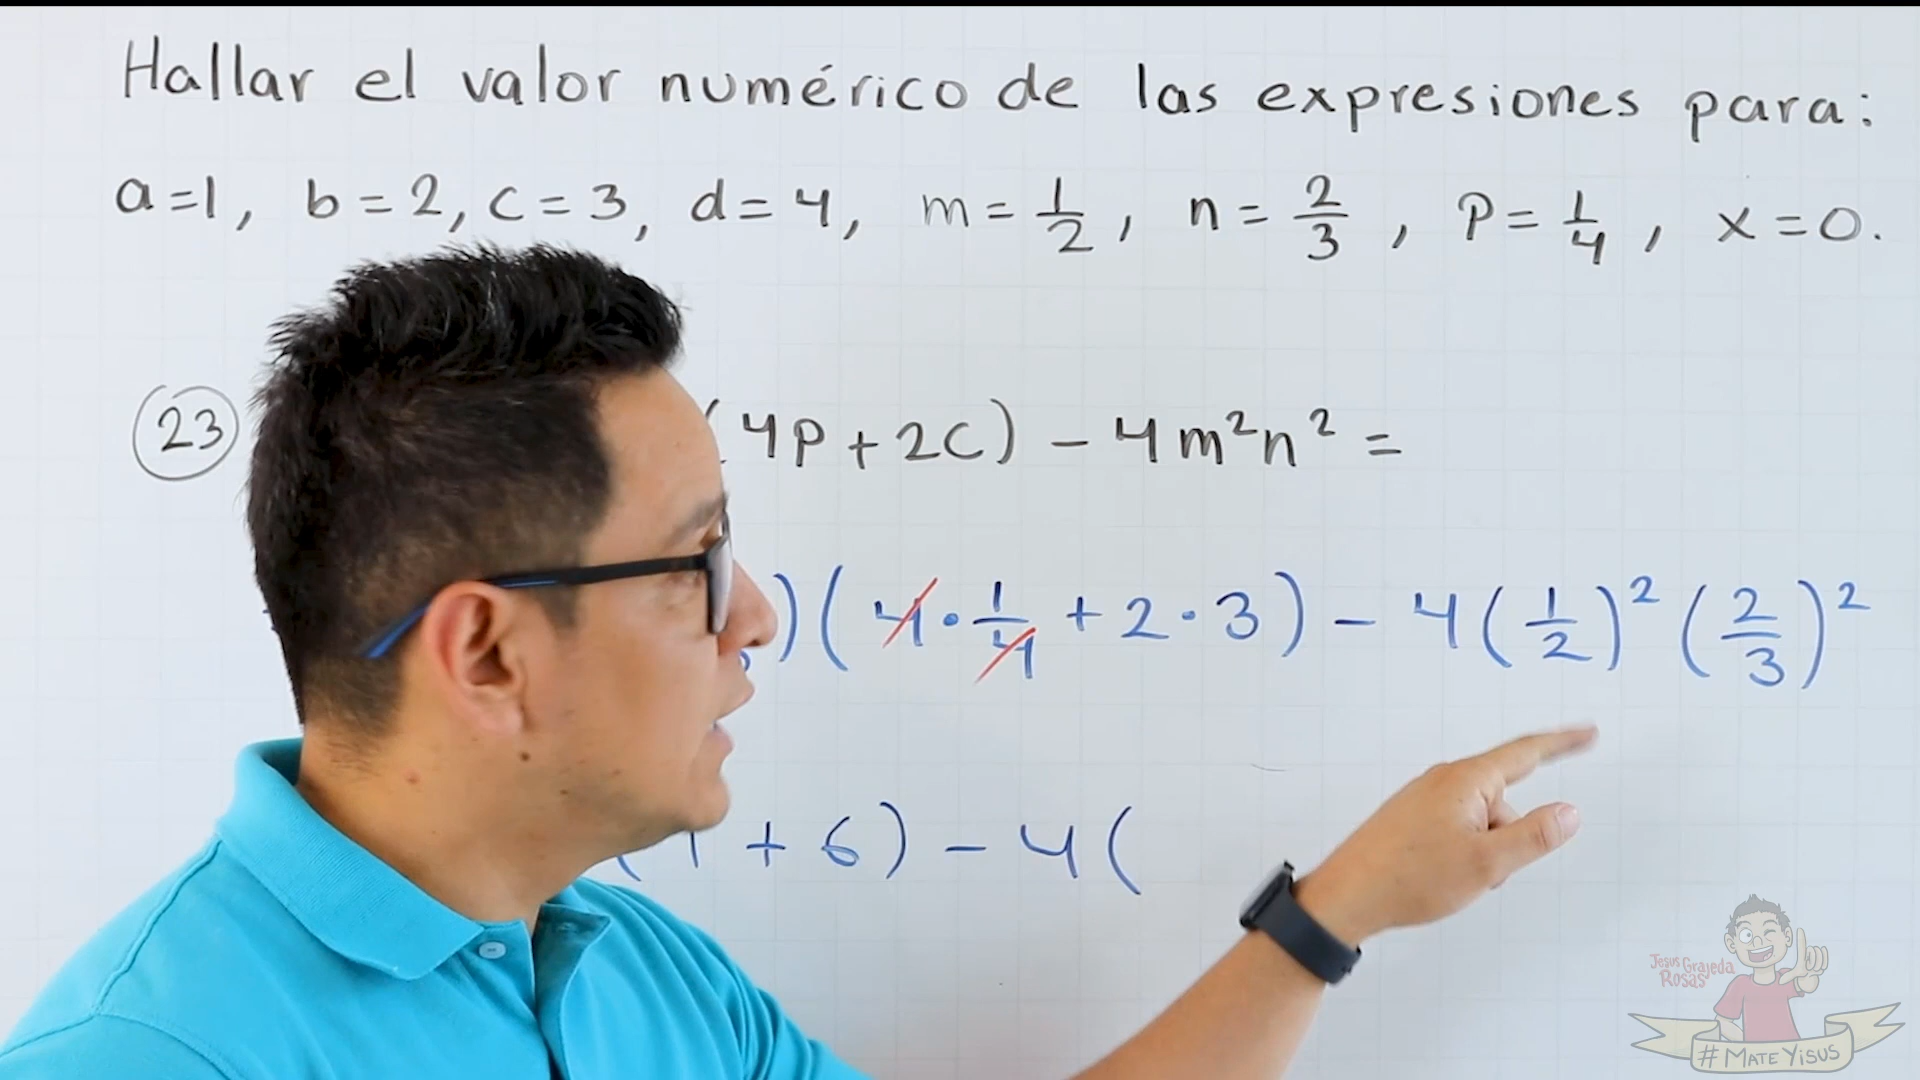 Hallar el valor numérico de las expresiones para:
a=1, b=2, c=3, d=4, m=1/2, n=2/3, P=1/4, x=0.
23 (4P+2C) - 4m²n² =
)(4·1/4 + 2·3) - 4(1/2)²(2/3)²
(1+6) - 4(
Jesus Grajeda Rosas
#MATEYISUS